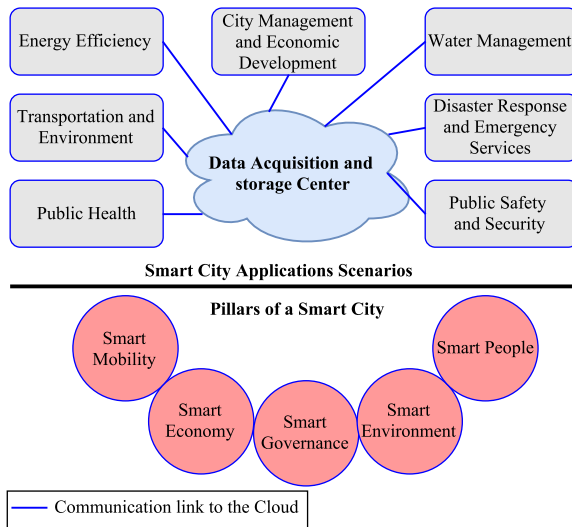 Energy Efficiency
City Management
and Economic
Development
Water Management
Transportation and
Environment
Data Acquisition and
storage Center
Disaster Response
and Emergency
Services
Public Health
Public Safety
and Security
Smart City Applications Scenarios
Pillars of a Smart City
Smart
Mobility
Smart
Economy
Smart
Governance
Smart
Environment
Smart People
Communication link to the Cloud